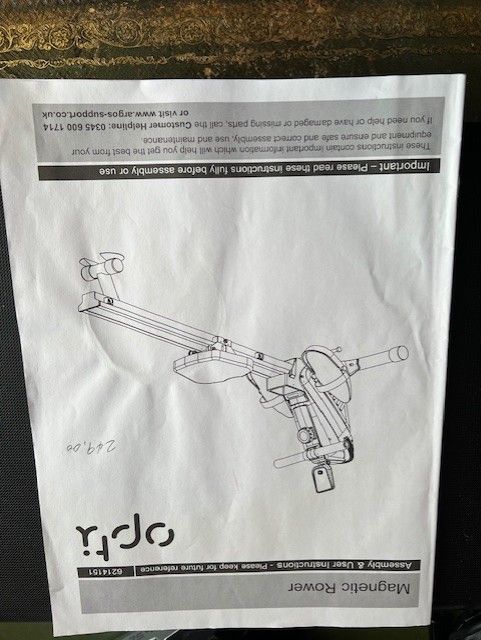 Magnetic Rower
Assembly & User Instructions - Please keep for future reference 6214151
opti
249.00
Important – Please read these instructions fully before assembly or use
These instructions contain important information which will help you get the best from your
equipment and ensure safe and correct assembly, use and maintenance.
If you need help or have damaged or missing parts, call the Customer Helpline: 0345 600 1714
or visit www.argos-support.co.uk